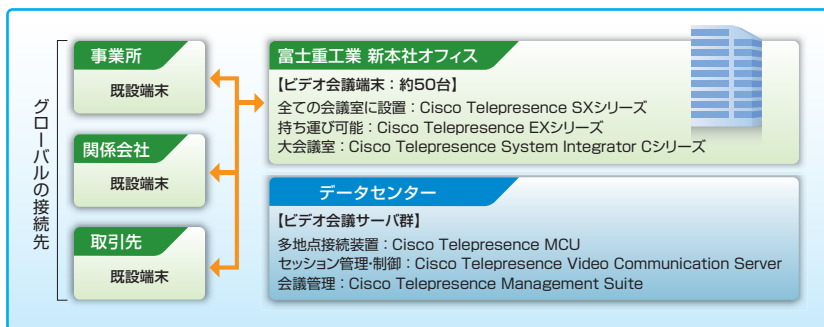 グローバルの接続先
事業所
既設端末
関係会社
既設端末
取引先
既設端末
富士重工業 新本社オフィス
【ビデオ会議端末：約50台】
全ての会議室に設置：Cisco Telepresence SXシリーズ
持ち運び可能：Cisco Telepresence EXシリーズ
大会議室：Cisco Telepresence System Integrator Cシリーズ
データセンター
【ビデオ会議サーバ群】
多地点接続装置：Cisco Telepresence MCU
セッション管理・制御：Cisco Telepresence Video Communication Server
会議管理：Cisco Telepresence Management Suite